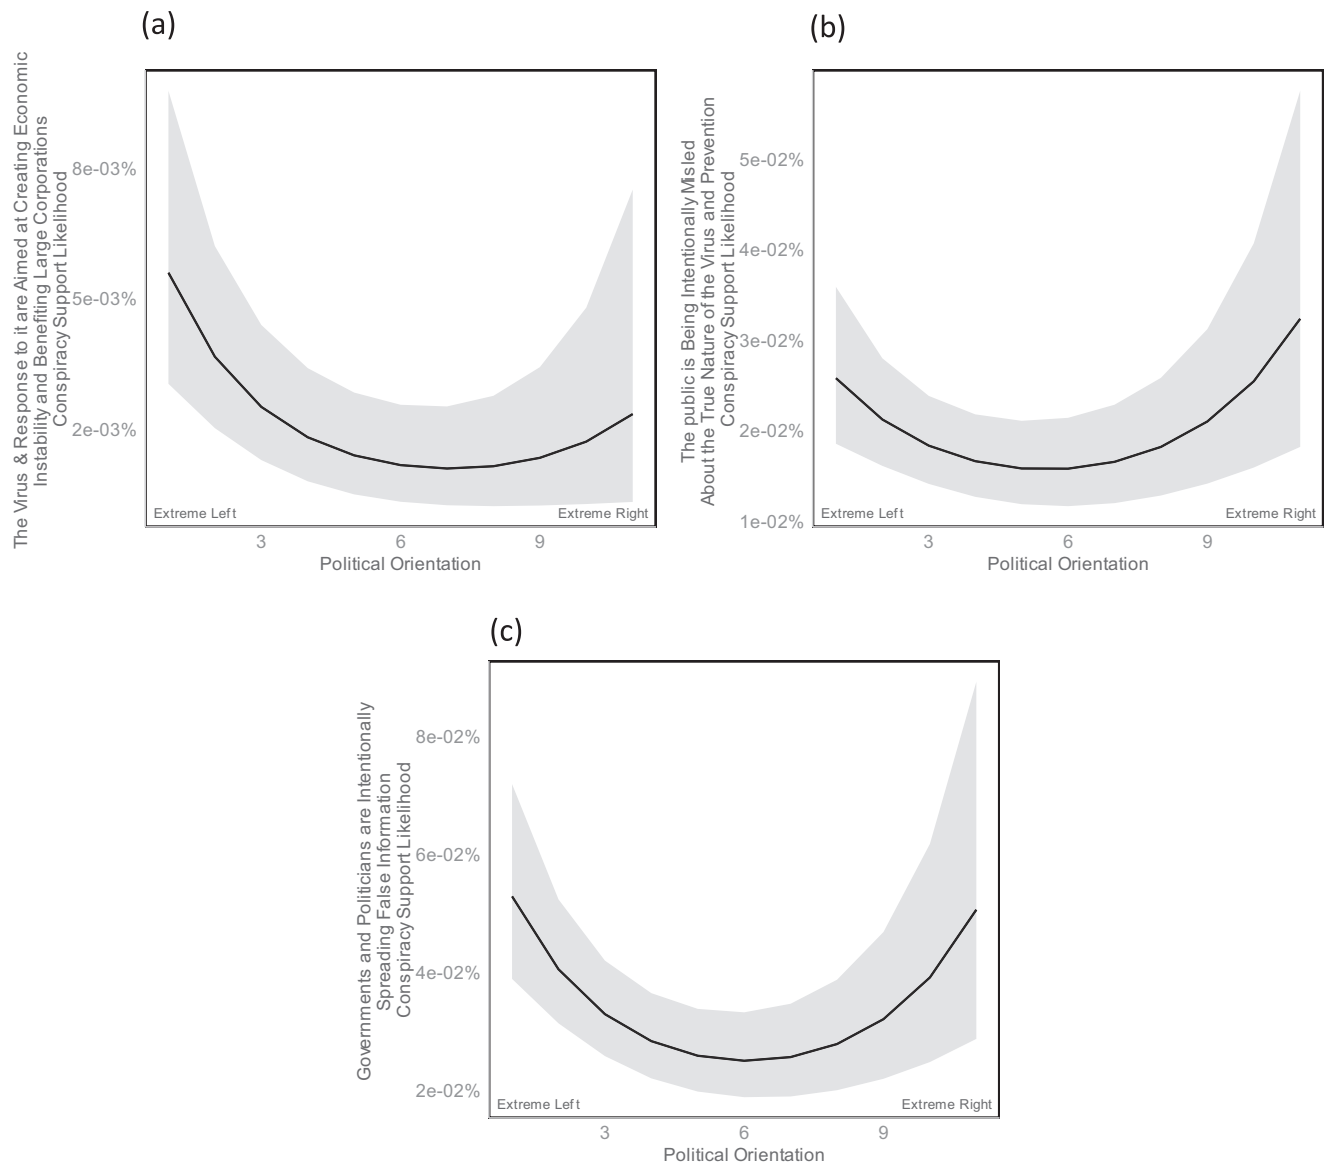 (a)
The Virus & Response to it are Aimed at Creating Economic
Instability and Benefiting Large Corporations
Conspiracy Support Likelihood
8e-03%
5e-03%
2e-03%
Extreme Left
Extreme Right
3
6
9
Political Orientation
(b)
The public is Being Intentionally Misled
About the True Nature of the Virus and Prevention
Conspiracy Support Likelihood
5e-02%
4e-02%
3e-02%
2e-02%
1e-02%
Extreme Left
Extreme Right
3
6
9
Political Orientation
(c)
Governments and Politicians are Intentionally
Spreading False Information
Conspiracy Support Likelihood
8e-02%
6e-02%
4e-02%
2e-02%
Extreme Left
Extreme Right
3
6
9
Political Orientation